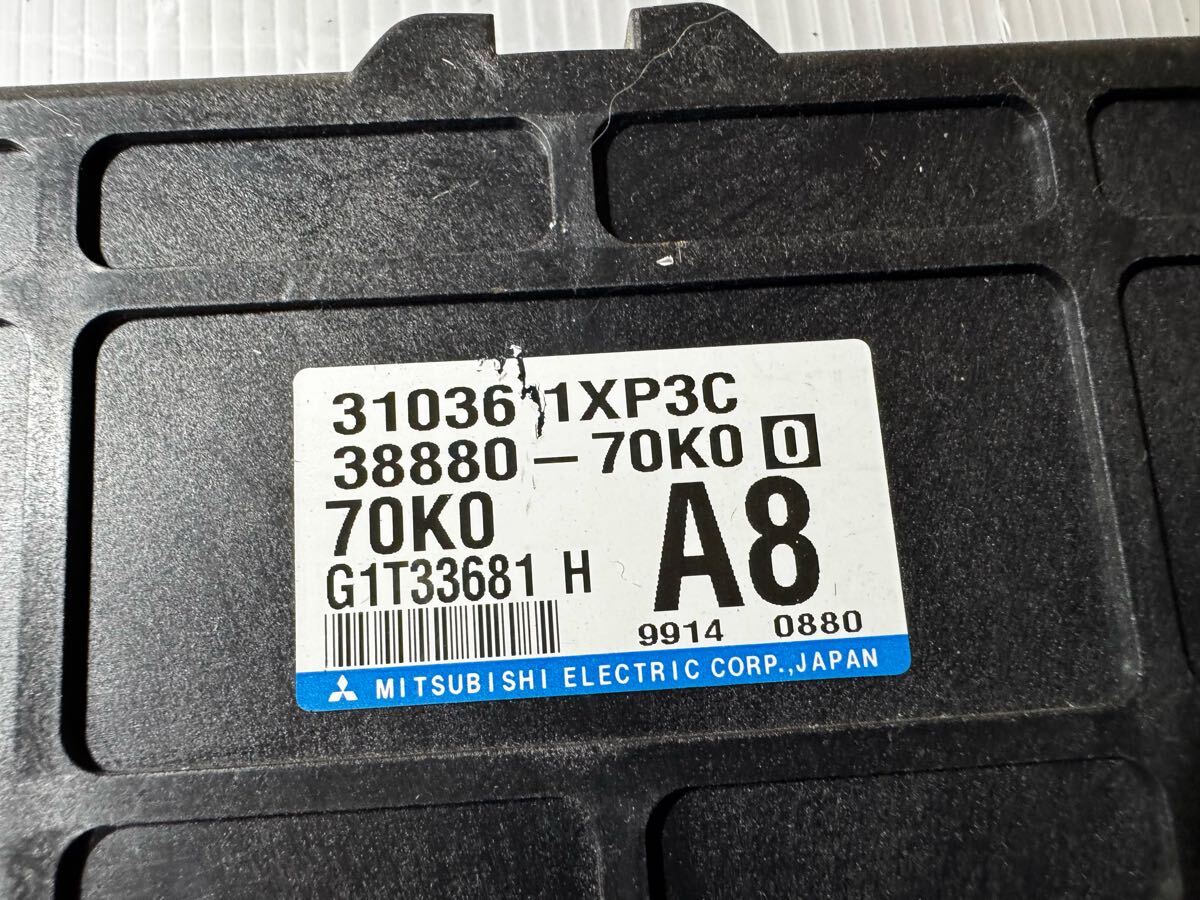 31036 1XP3C
38880-70K0 0
70K0
A8
G1T33681 H
9914 0880
MITSUBISHI ELECTRIC CORP.,JAPAN